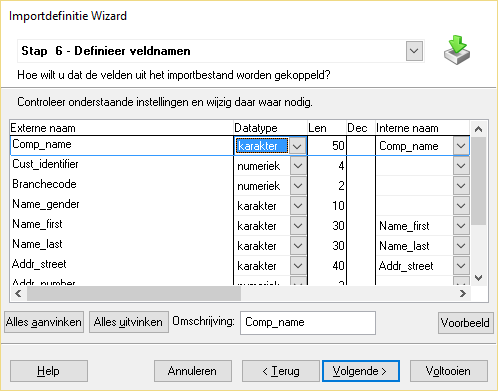 Importdefinitie Wizard
Stap 6 - Definieer veldnamen
Hoe wilt u dat de velden uit het importbestand worden gekoppeld?
Controleer onderstaande instellingen en wijzig daar waar nodig.
Externe naam Datatype Len Dec Interne naam
Comp_name karakter 50 Comp_name
Cust_identifier numeriek 4
Branchecode numeriek 2
Name_gender karakter 10
Name_first karakter 30 Name_first
Name_last karakter 30 Name_last
Addr_street karakter 40 Addr_street
Addr_number numeriek
Alles aanvinken Alles uitvinken Omschrijving: Comp_name Voorbeeld
Help Annuleren < Terug Volgende > Voltooien